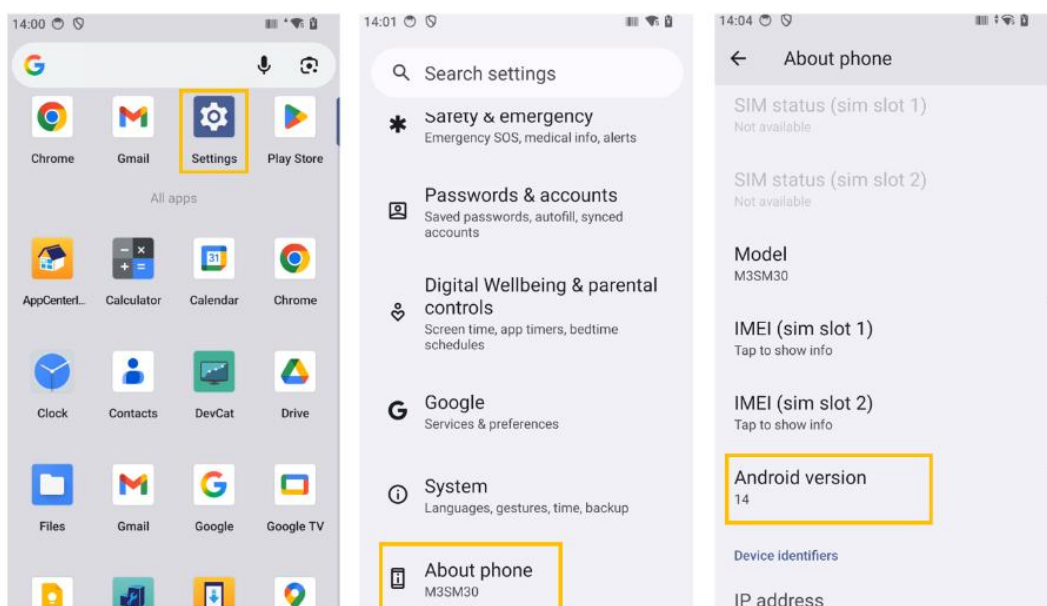 14:00
Chrome
Gmail
Settings
Play Store
All apps
31
AppCenterI...
Calculator
Calendar
Chrome
Clock
Contacts
DevCat
Drive
Files
Gmail
Google
Google TV
14:01
Search settings
Safety & emergency
Emergency SOS, medical info, alerts
Passwords & accounts
Saved passwords, autofill, synced
accounts
Digital Wellbeing & parental
controls
Screen time, app timers, bedtime
schedules
Google
Services & preferences
System
Languages, gestures, time, backup
About phone
M3SM30
14:04
About phone
SIM status (sim slot 1)
Not available
SIM status (sim slot 2)
Not available
Model
M3SM30
IMEI (sim slot 1)
Tap to show info
IMEI (sim slot 2)
Tap to show info
Android version
14
Device identifiers
IP address